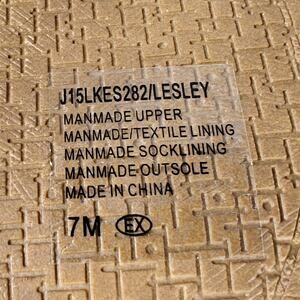 J15LKES282/LESLEY
MANMADE UPPER
MANMADE/TEXTILE LINING
MANMADE SOCKLINING
MANMADE OUTSOLE
MADE IN CHINA
7M EX